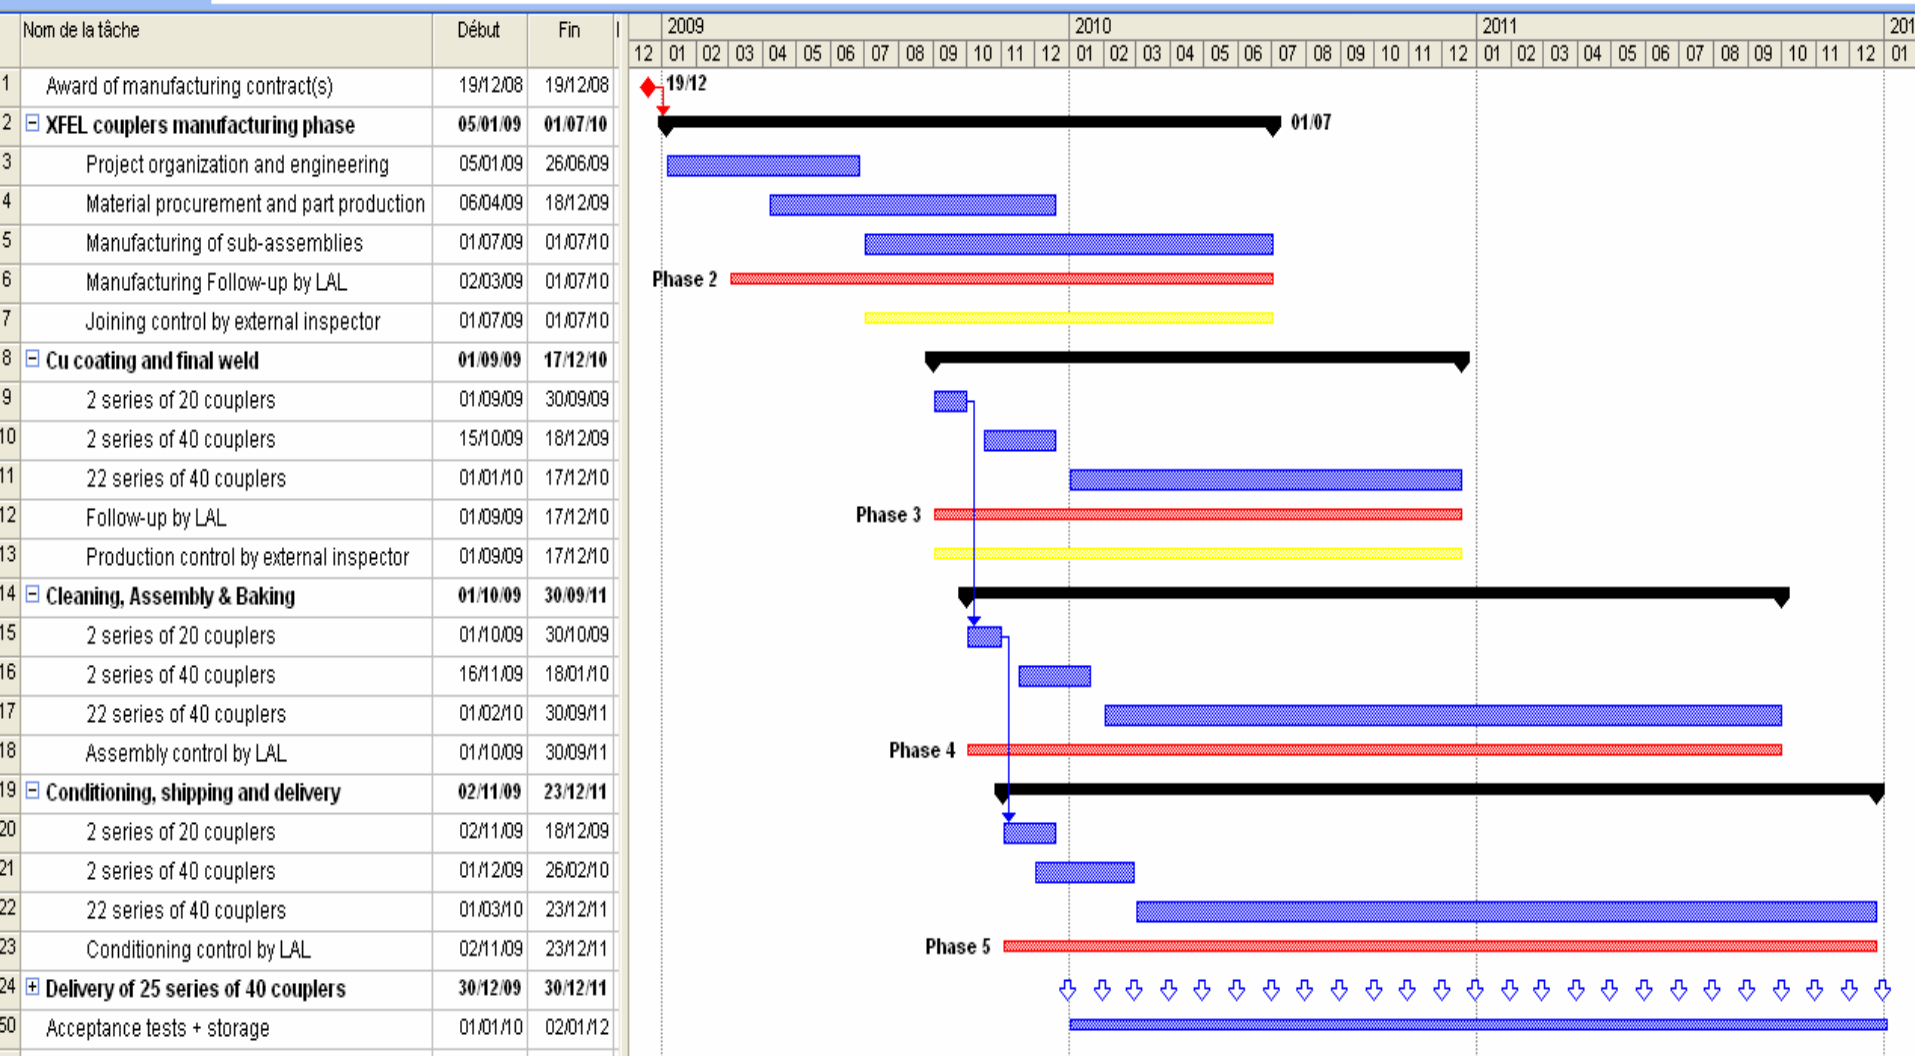 Nom de la tâche Début Fin 2009 2010 2011 201
12 01 02 03 04 05 06 07 08 09 10 11 12 01 02 03 04 05 06 07 08 09 10 11 12 01 02 03 04 05 06 07 08 09 10 11 12 01
1 Award of manufacturing contract(s) 19/12/08 19/12/08 19/12
2 XFEL couplers manufacturing phase 05/01/09 01/07/10 01/07
3 Project organization and engineering 05/01/09 26/06/09
4 Material procurement and part production 06/04/09 18/12/09
5 Manufacturing of sub-assemblies 01/07/09 01/07/10
6 Manufacturing Follow-up by LAL 02/03/09 01/07/10 Phase 2
7 Joining control by external inspector 01/07/09 01/07/10
8 Cu coating and final weld 01/09/09 17/12/10
9 2 series of 20 couplers 01/09/09 30/09/09
10 2 series of 40 couplers 15/10/09 18/12/09
11 22 series of 40 couplers 01/01/10 17/12/10
12 Follow-up by LAL 01/09/09 17/12/10 Phase 3
13 Production control by external inspector 01/09/09 17/12/10
14 Cleaning, Assembly & Baking 01/10/09 30/09/11
15 2 series of 20 couplers 01/10/09 30/10/09
16 2 series of 40 couplers 16/11/09 18/01/10
17 22 series of 40 couplers 01/02/10 30/09/11
18 Assembly control by LAL 01/10/09 30/09/11 Phase 4
19 Conditioning, shipping and delivery 02/11/09 23/12/11
20 2 series of 20 couplers 02/11/09 18/12/09
21 2 series of 40 couplers 01/12/09 26/02/10
22 22 series of 40 couplers 01/03/10 23/12/11
23 Conditioning control by LAL 02/11/09 23/12/11 Phase 5
24 Delivery of 25 series of 40 couplers 30/12/09 30/12/11
50 Acceptance tests + storage 01/01/10 02/01/12